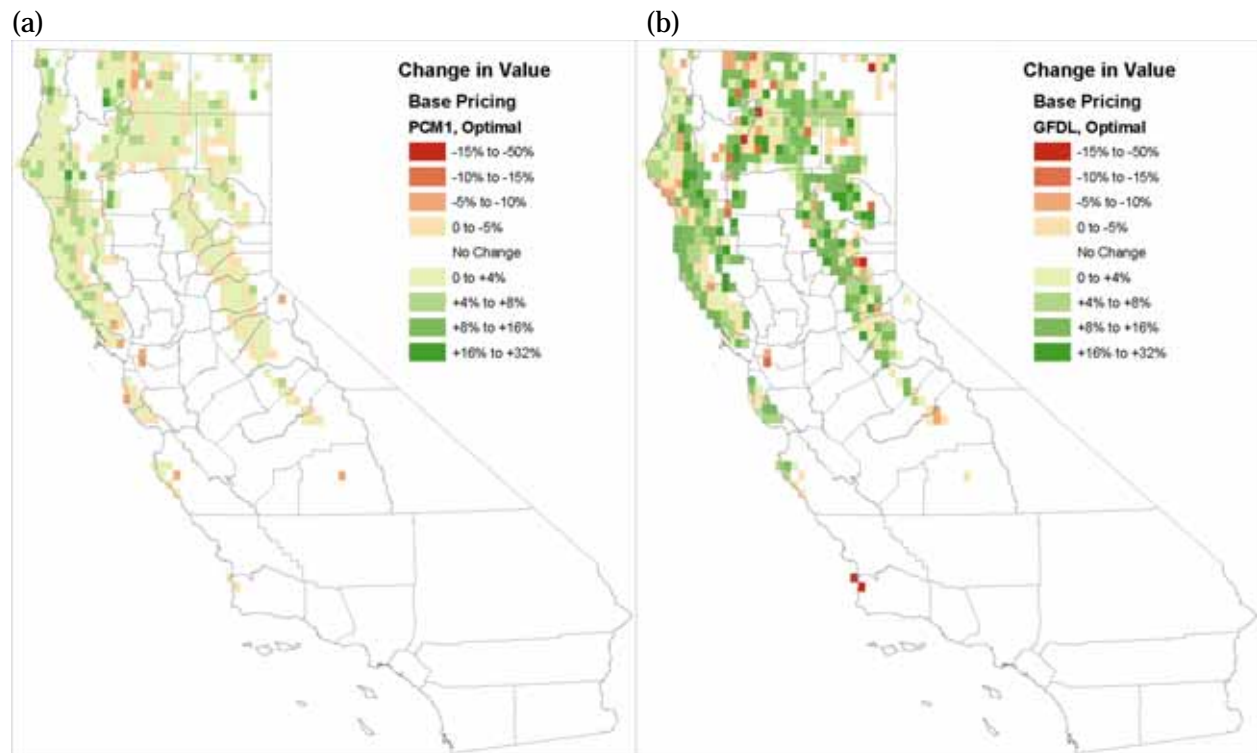 (a)
Change in Value
Base Pricing
PCM1, Optimal
-15% to -50%
-10% to -15%
-5% to -10%
0 to -5%
No Change
0 to +4%
+4% to +8%
+8% to +16%
+16% to +32%
(b)
Change in Value
Base Pricing
GFDL, Optimal
-15% to -50%
-10% to -15%
-5% to -10%
0 to -5%
No Change
0 to +4%
+4% to +8%
+8% to +16%
+16% to +32%